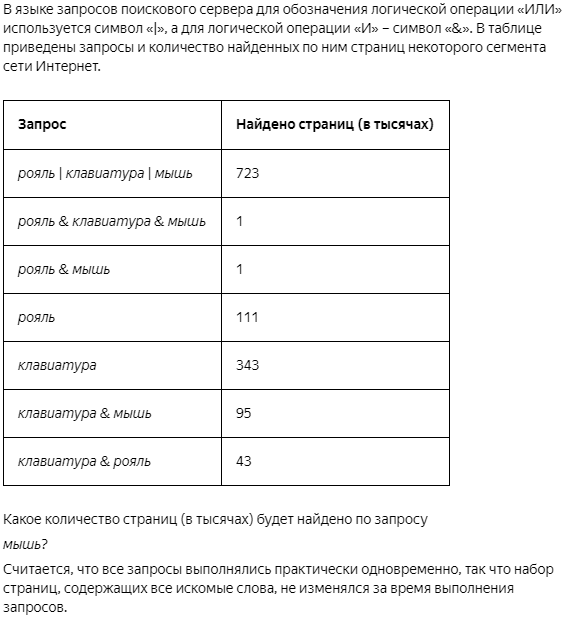 В языке запросов поискового сервера для обозначения логической операции «ИЛИ»
используется символ «|», а для логической операции «И» – символ «&». В таблице
приведены запросы и количество найденных по ним страниц некоторого сегмента
сети Интернет.
Запрос Найдено страниц (в тысячах)
рояль | клавиатура | мышь 723
рояль & клавиатура & мышь 1
рояль & мышь 1
рояль 111
клавиатура 343
клавиатура & мышь 95
клавиатура & рояль 43
Какое количество страниц (в тысячах) будет найдено по запросу
мышь?
Считается, что все запросы выполнялись практически одновременно, так что набор
страниц, содержащих все искомые слова, не изменялся за время выполнения
запросов.